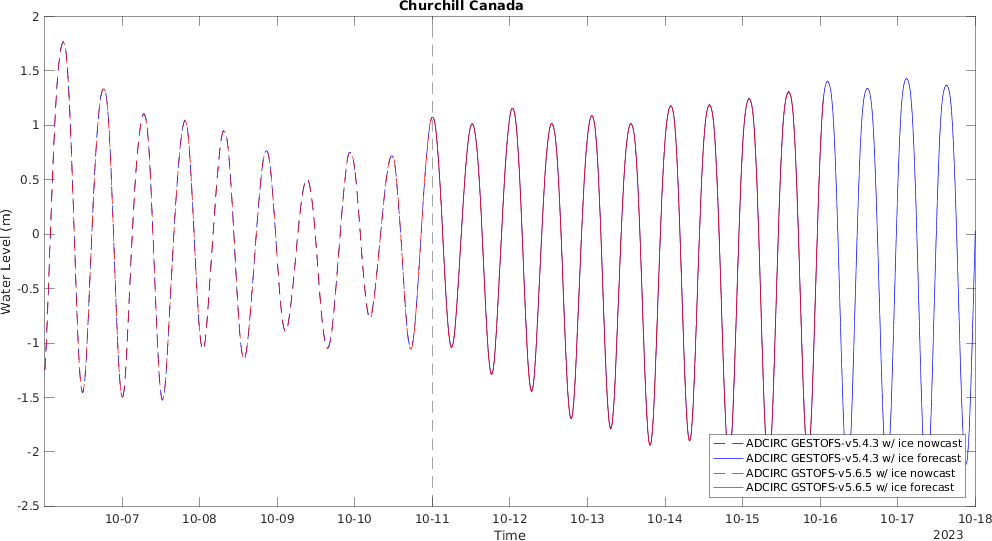 Churchill Canada
2
1.5
1
0.5
0
-0.5
-1
-1.5
-2
-2.5
Water Level (m)
ADCIRC GESTOFS-v5.4.3 w/ ice nowcast
ADCIRC GESTOFS-v5.4.3 w/ ice forecast
ADCIRC GSTOFS-v5.6.5 w/ ice nowcast
ADCIRC GSTOFS-v5.6.5 w/ ice forecast
10-07 10-08 10-09 10-10 10-11 10-12 10-13 10-14 10-15 10-16 10-17 10-18
Time
2023